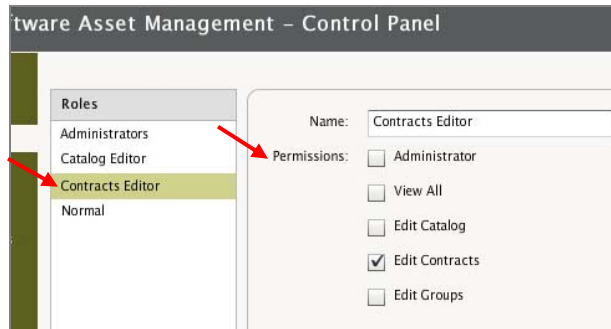 tware Asset Management – Control Panel
Roles
Administrators
Catalog Editor
Contracts Editor
Normal
Name: Contracts Editor
Permissions: Administrator
View All
Edit Catalog
Edit Contracts
Edit Groups